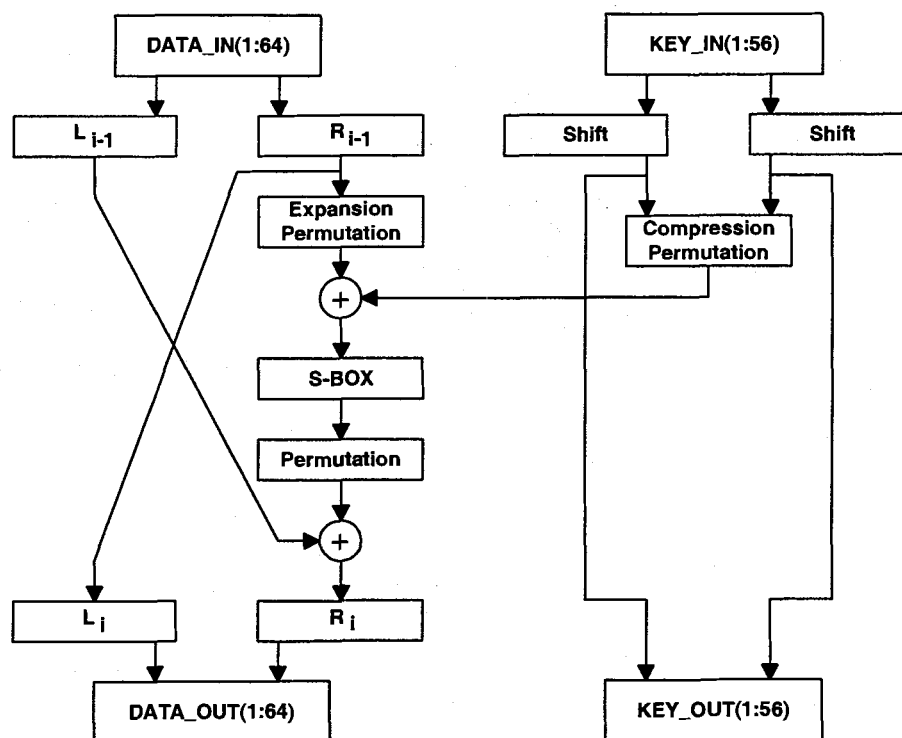 DATA_IN(1:64)
KEY_IN(1:56)
L i-1
R i-1
Shift
Shift
Expansion
Permutation
Compression
Permutation
+
S-BOX
Permutation
+
L i
R i
DATA_OUT(1:64)
KEY_OUT(1:56)